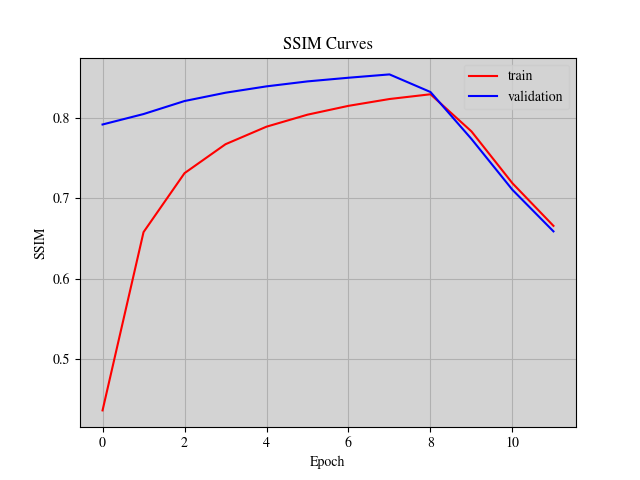 SSIM Curves
train
validation
0.8
0.7
0.6
0.5
SSIM
0 2 4 6 8 10
Epoch